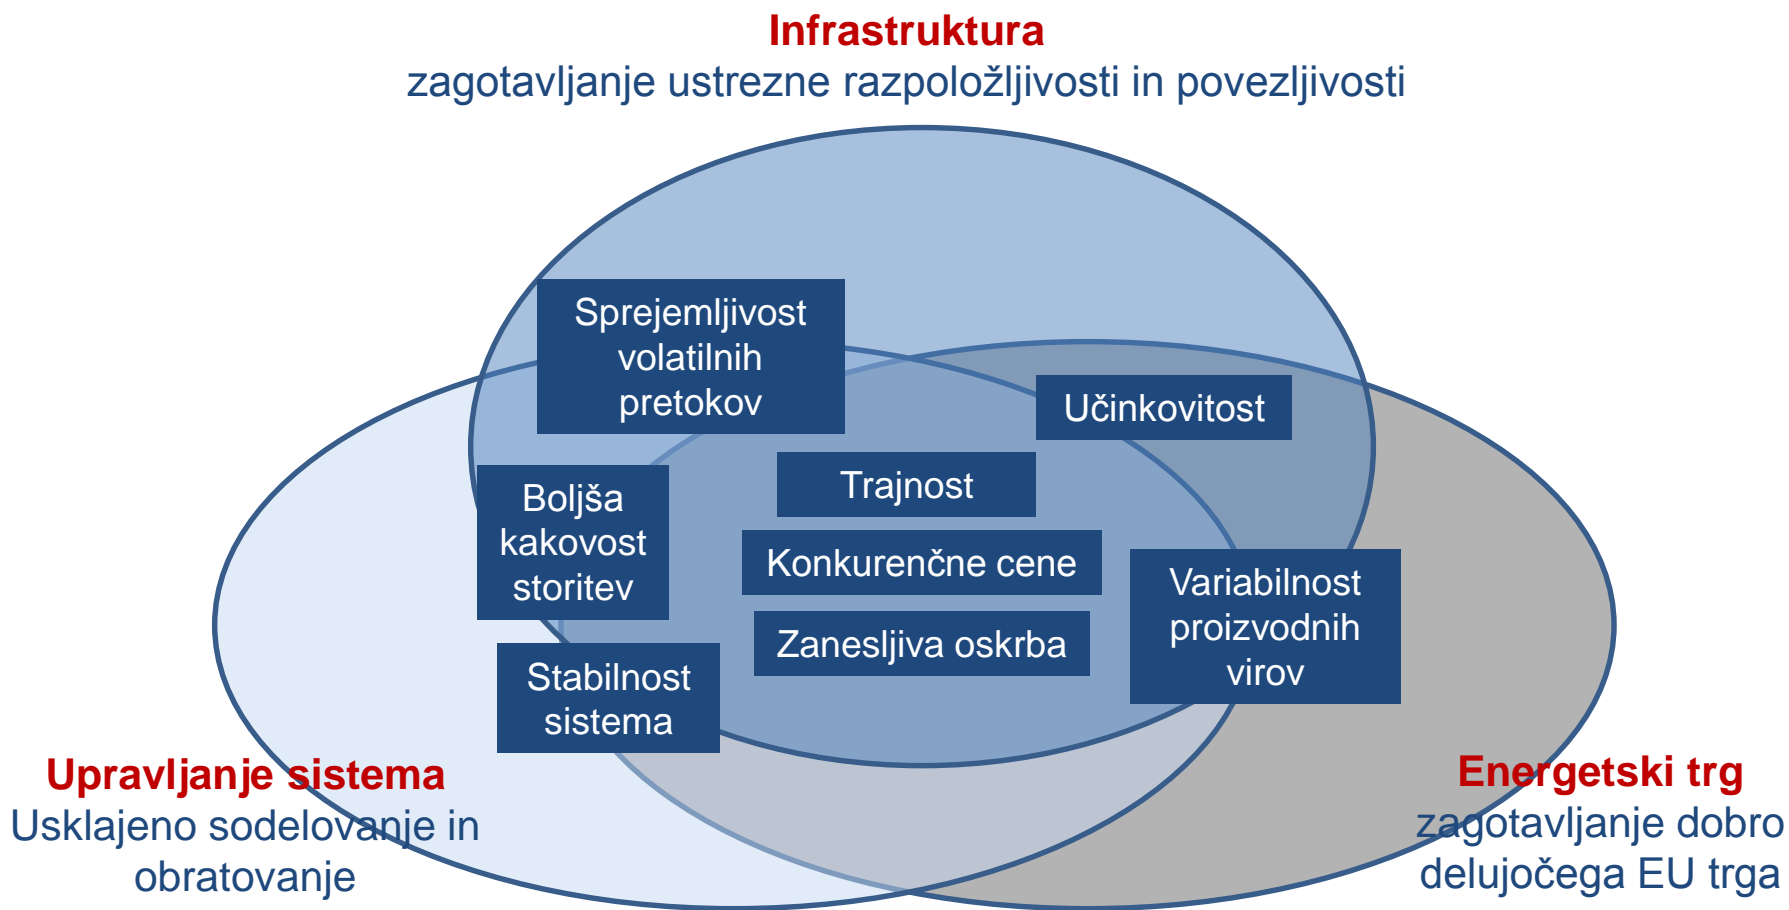 Infrastruktura
zagotavljanje ustrezne razpoložljivosti in povezljivosti
Sprejemljivost
volatilnih
pretokov
Učinkovitost
Trajnost
Boljša
kakovost
storitev
Konkurenčne cene
Variabilnost
proizvodnih
virov
Zanesljiva oskrba
Stabilnost
sistema
Upravljanje sistema
Usklajeno sodelovanje in
obratovanje
Energetski trg
zagotavljanje dobro
delujočega EU trga